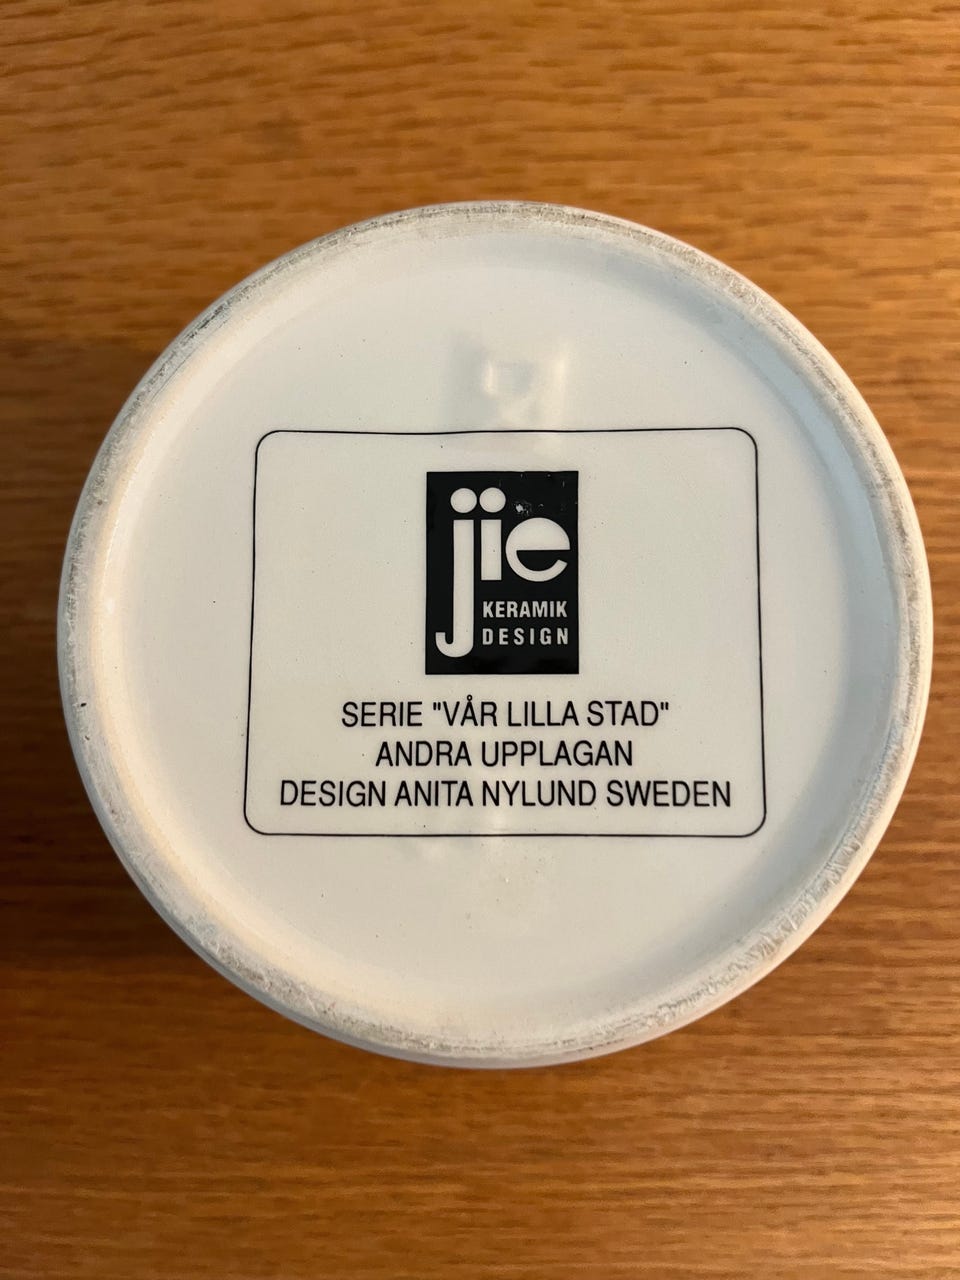 jie
KERAMIK
DESIGN
SERIE "VÅR LILLA STAD"
ANDRA UPPLAGAN
DESIGN ANITA NYLUND SWEDEN